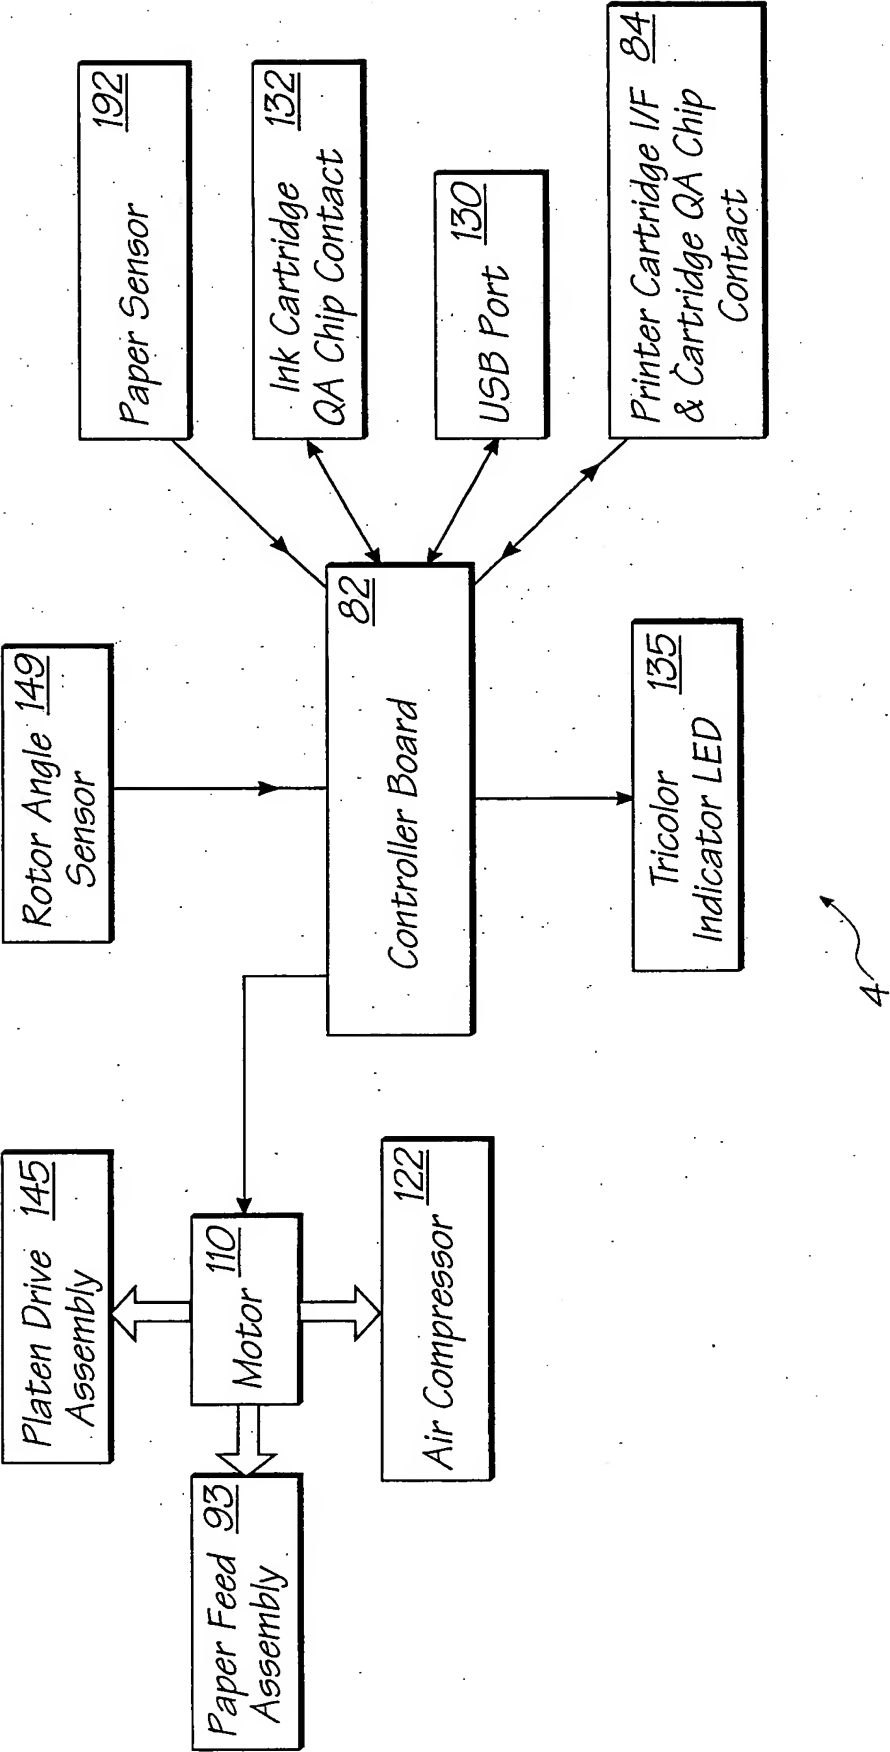 Paper Feed 93
Assembly
Platen Drive 145
Assembly
110
Motor
122
Air Compressor
Rotor Angle 149
Sensor
82
Controller Board
Tricolor 135
Indicator LED
192
Paper Sensor
132
Ink Cartridge
QA Chip Contact
130
USB Port
Printer Cartridge I/F 84
& Cartridge QA Chip
Contact
4